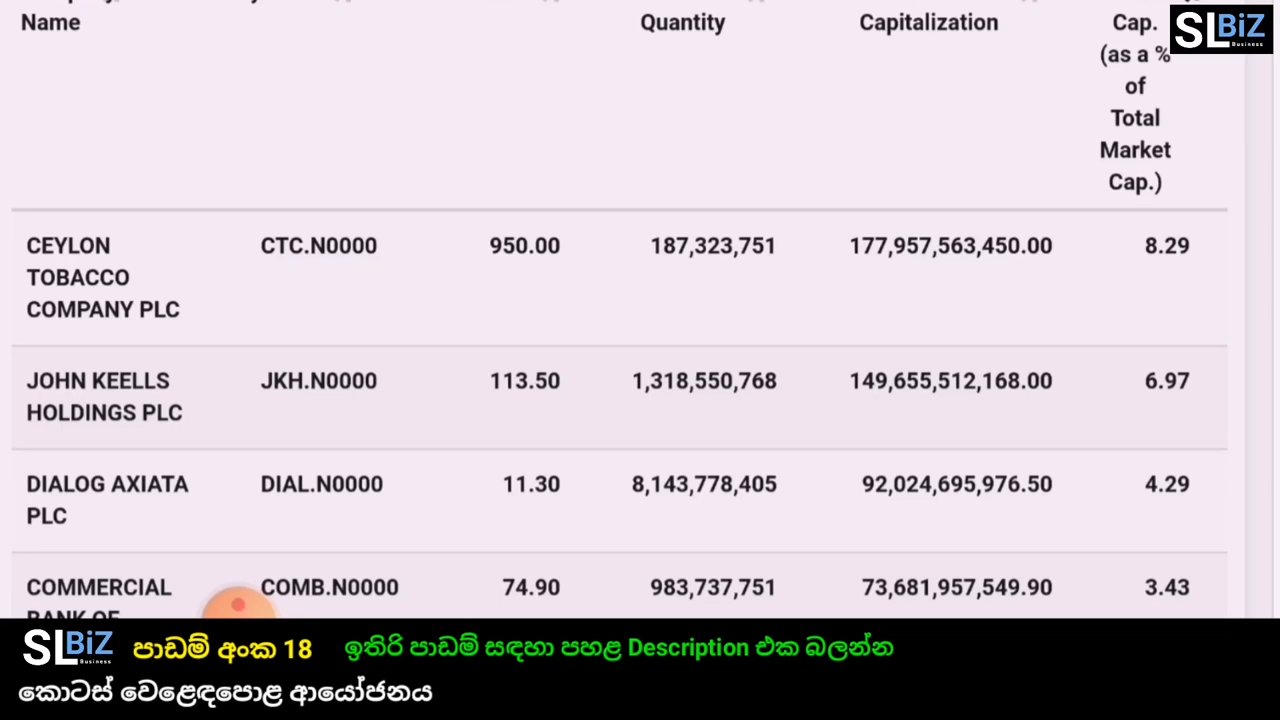 Name Quantity Capitalization Cap.
(as a %
of
Total
Market
Cap.)
SLBiZ
Business
CEYLON CTC.N0000 950.00 187,323,751 177,957,563,450.00 8.29
TOBACCO
COMPANY PLC
JOHN KEELLS JKH.N0000 113.50 1,318,550,768 149,655,512,168.00 6.97
HOLDINGS PLC
DIALOG AXIATA DIAL.N0000 11.30 8,143,778,405 92,024,695,976.50 4.29
PLC
COMMERCIAL COMB.N0000 74.90 983,737,751 73,681,957,549.90 3.43
BANK OF
SLBiZ
Business
පාඩම් අංක 18 ඉතිරි පාඩම් සඳහා පහළ Description එක බලන්න
කොටස් වෙළෙඳපොළ ආයෝජනය